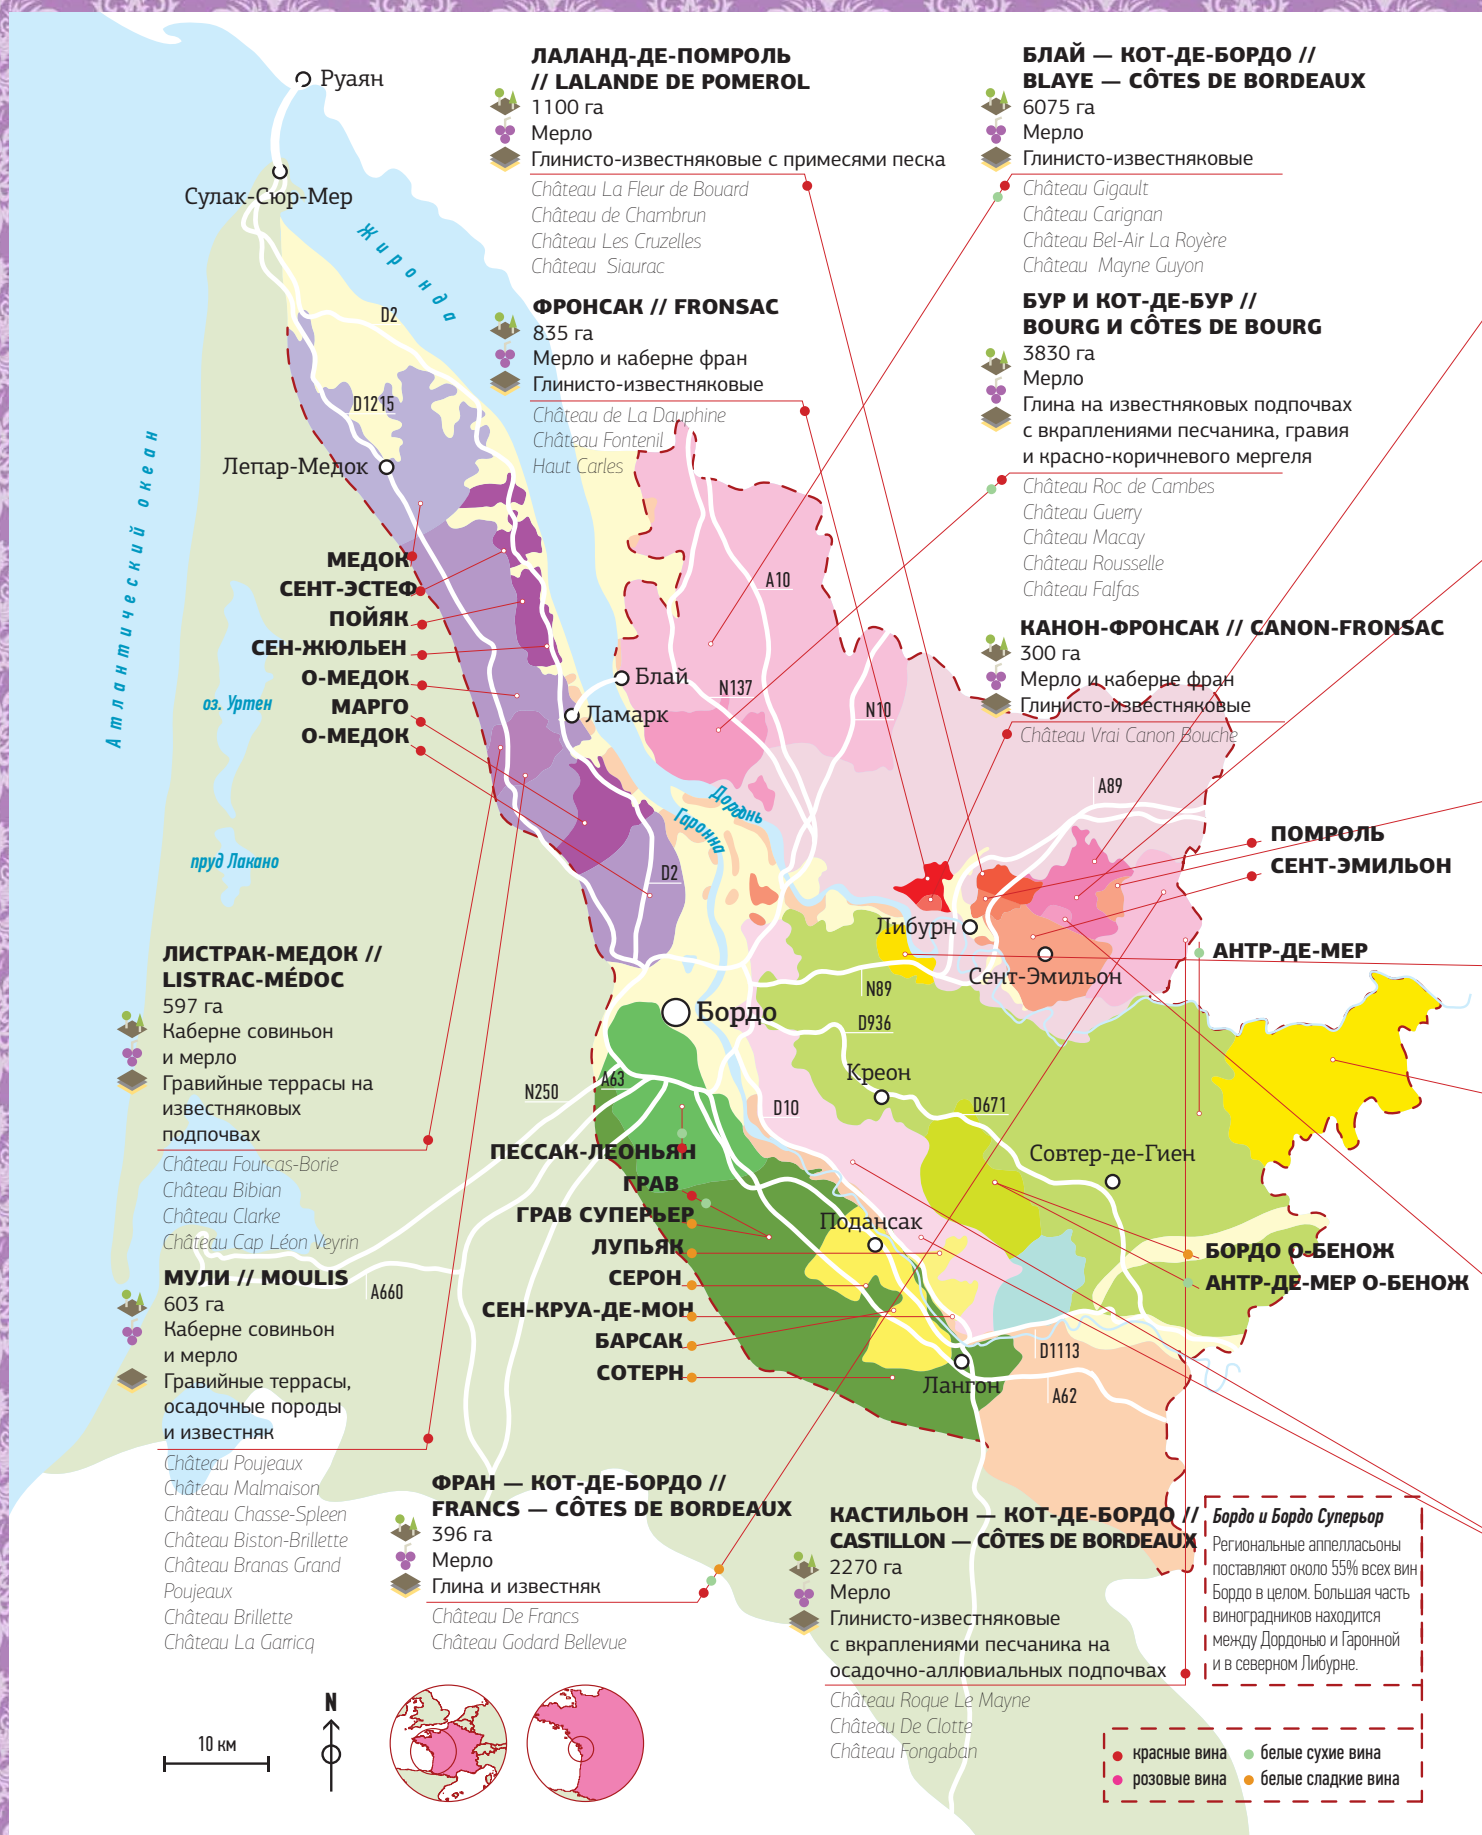 ЛАЛАНД-ДЕ-ПОМРОЛЬ
// LALANDE DE POMEROL
1100 га
Мерло
Глинисто-известняковые с примесями песка
Château La Fleur de Bouard
Château de Chambrun
Château Les Cruzelles
Château Siaurac
БЛАЙ — КОТ-ДЕ-БОРДО //
BLAYE — CÔTES DE BORDEAUX
6075 га
Мерло
Глинисто-известняковые
Château Gigault
Château Carignan
Château Bel-Air La Royère
Château Mayne Guyon
ФРОНСАК // FRONSAC
835 га
Мерло и каберне фран
Глинисто-известняковые
Château de La Dauphine
Château Fontenil
Haut Carles
БУР И КОТ-ДЕ-БУР //
BOURG И CÔTES DE BOURG
3830 га
Мерло
Глина на известняковых подпочвах
с вкраплениями песчаника, гравия
и красно-коричневого мергеля
Château Roc de Cambes
Château Guerry
Château Macay
Château Rousselle
Château Falfas
КАНОН-ФРОНСАК // CANON-FRONSAC
300 га
Мерло и каберне фран
Глинисто-известняковые
Château Vrai Canon Bouche
Руаян
Сулак-Сюр-Мер
Жиронда
D2
D1215
Лепар-Медок
Атлантический океан
МЕДОК
СЕНТ-ЭСТЕФ
ПОЙЯК
СЕН-ЖЮЛЬЕН
О-МЕДОК
МАРГО
О-МЕДОК
оз. Уртен
пруд Лакано
Блай
Ламарк
A10
N137
N10
Дордонь
Гаронна
D2
A89
ПОМРОЛЬ
СЕНТ-ЭМИЛЬОН
Либурн
Сент-Эмильон
АНТР-ДЕ-МЕР
N89
Бордо
D936
Креон
D671
A63
N250
D10
Совтер-де-Гиен
ЛИСТРАК-МЕДОК //
LISTRAC-MÉDOC
597 га
Каберне совиньон
и мерло
Гравийные террасы на
известняковых
подпочвах
Château Fourcas-Borie
Château Bibian
Château Clarke
Château Cap Léon Veyrin
ПЕССАК-ЛЕОНЬЯН
ГРАВ
ГРАВ СУПЕРЬЕР
ЛУПЬЯК
СЕРОН
СЕН-КРУА-ДЕ-МОН
БАРСАК
СОТЕРН
Подансак
БОРДО О-БЕНОЖ
АНТР-ДЕ-МЕР О-БЕНОЖ
A660
D1113
A62
Лангон
МУЛИ // MOULIS
603 га
Каберне совиньон
и мерло
Гравийные террасы,
осадочные породы
и известняк
Château Poujeaux
Château Malmaison
Château Chasse-Spleen
Château Biston-Brillette
Château Branas Grand
Poujeaux
Château Brillette
Château La Garricq
ФРАН — КОТ-ДЕ-БОРДО //
FRANCS — CÔTES DE BORDEAUX
396 га
Мерло
Глина и известняк
Château De Francs
Château Godard Bellevue
КАСТИЛЬОН — КОТ-ДЕ-БОРДО //
CASTILLON — CÔTES DE BORDEAUX
2270 га
Мерло
Глинисто-известняковые
с вкраплениями песчаника на
осадочно-аллювиальных подпочвах
Château Roque Le Mayne
Château De Clotte
Château Fongaban
Бордо и Бордо Суперьор
Региональные аппелласьоны
поставляют около 55% всех вин
Бордо в целом. Большая часть
виноградников находится
между Дордонью и Гаронной
и в северном Либурне.
N
10 км
красные вина
белые сухие вина
розовые вина
белые сладкие вина